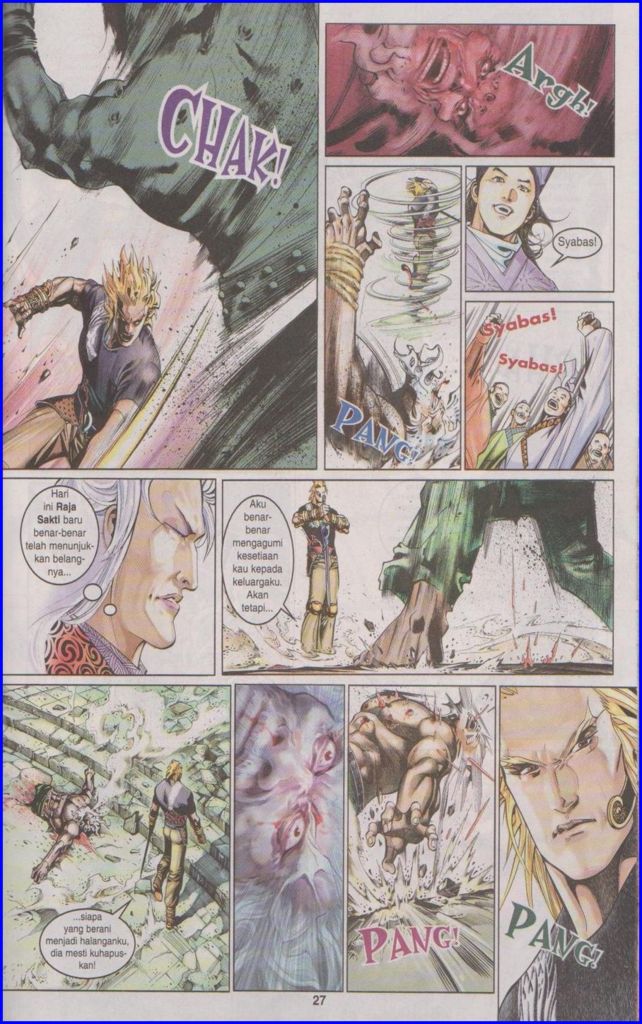 CHAK!
Argh!
PANG!
Syabas!
Syabas!
Syabas!
Hari
ini Raja
Sakti baru
benar-benar
telah menunjuk-
kan belang-
nya...
Aku
benar-
benar
mengagumi
kesetiaan
kau kepada
keluargaku.
Akan
tetapi...
...siapa
yang berani
menjadi halanganku,
dia mesti kuhapus-
kan!
PANG!
PANG!
27